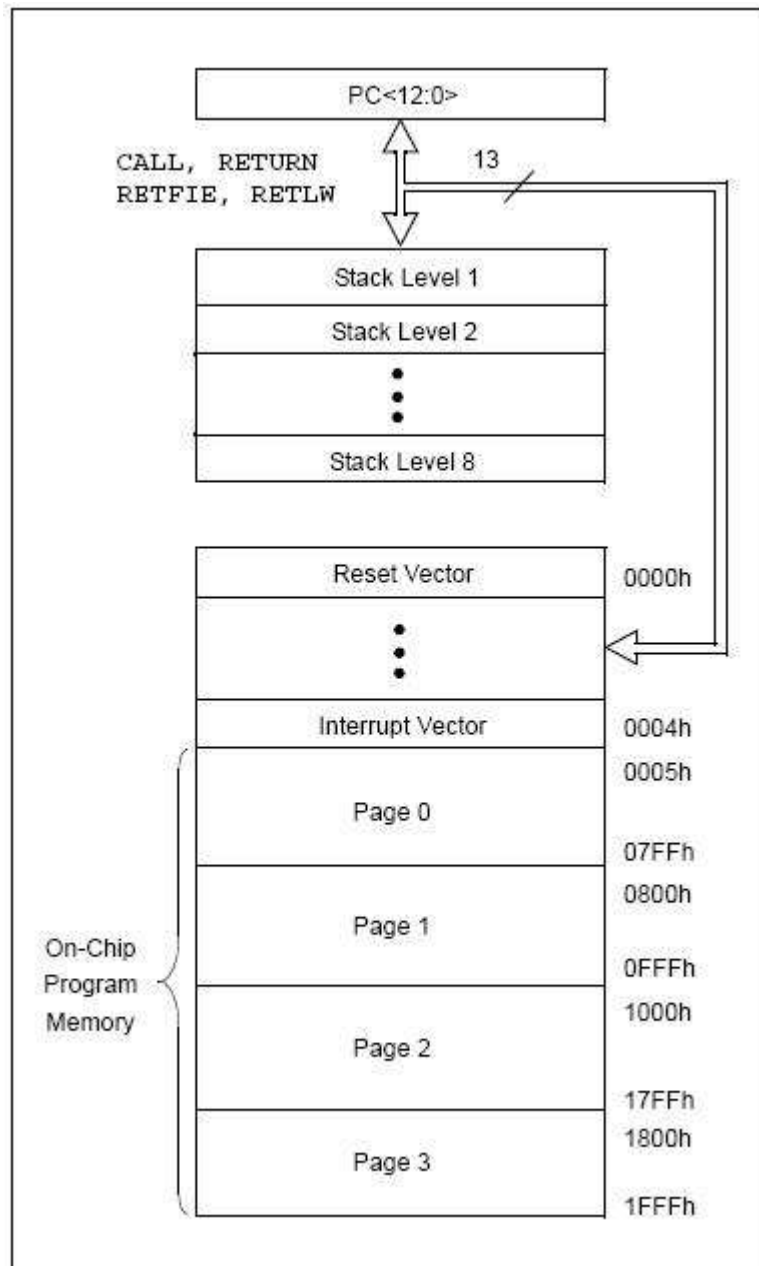 PC<12:0>
CALL, RETURN
RETFIE, RETLW
13
Stack Level 1
Stack Level 2
Stack Level 8
Reset Vector
0000h
Interrupt Vector
0004h
0005h
Page 0
07FFh
0800h
Page 1
0FFFh
On-Chip
Program
Memory
1000h
Page 2
17FFh
1800h
Page 3
1FFFh